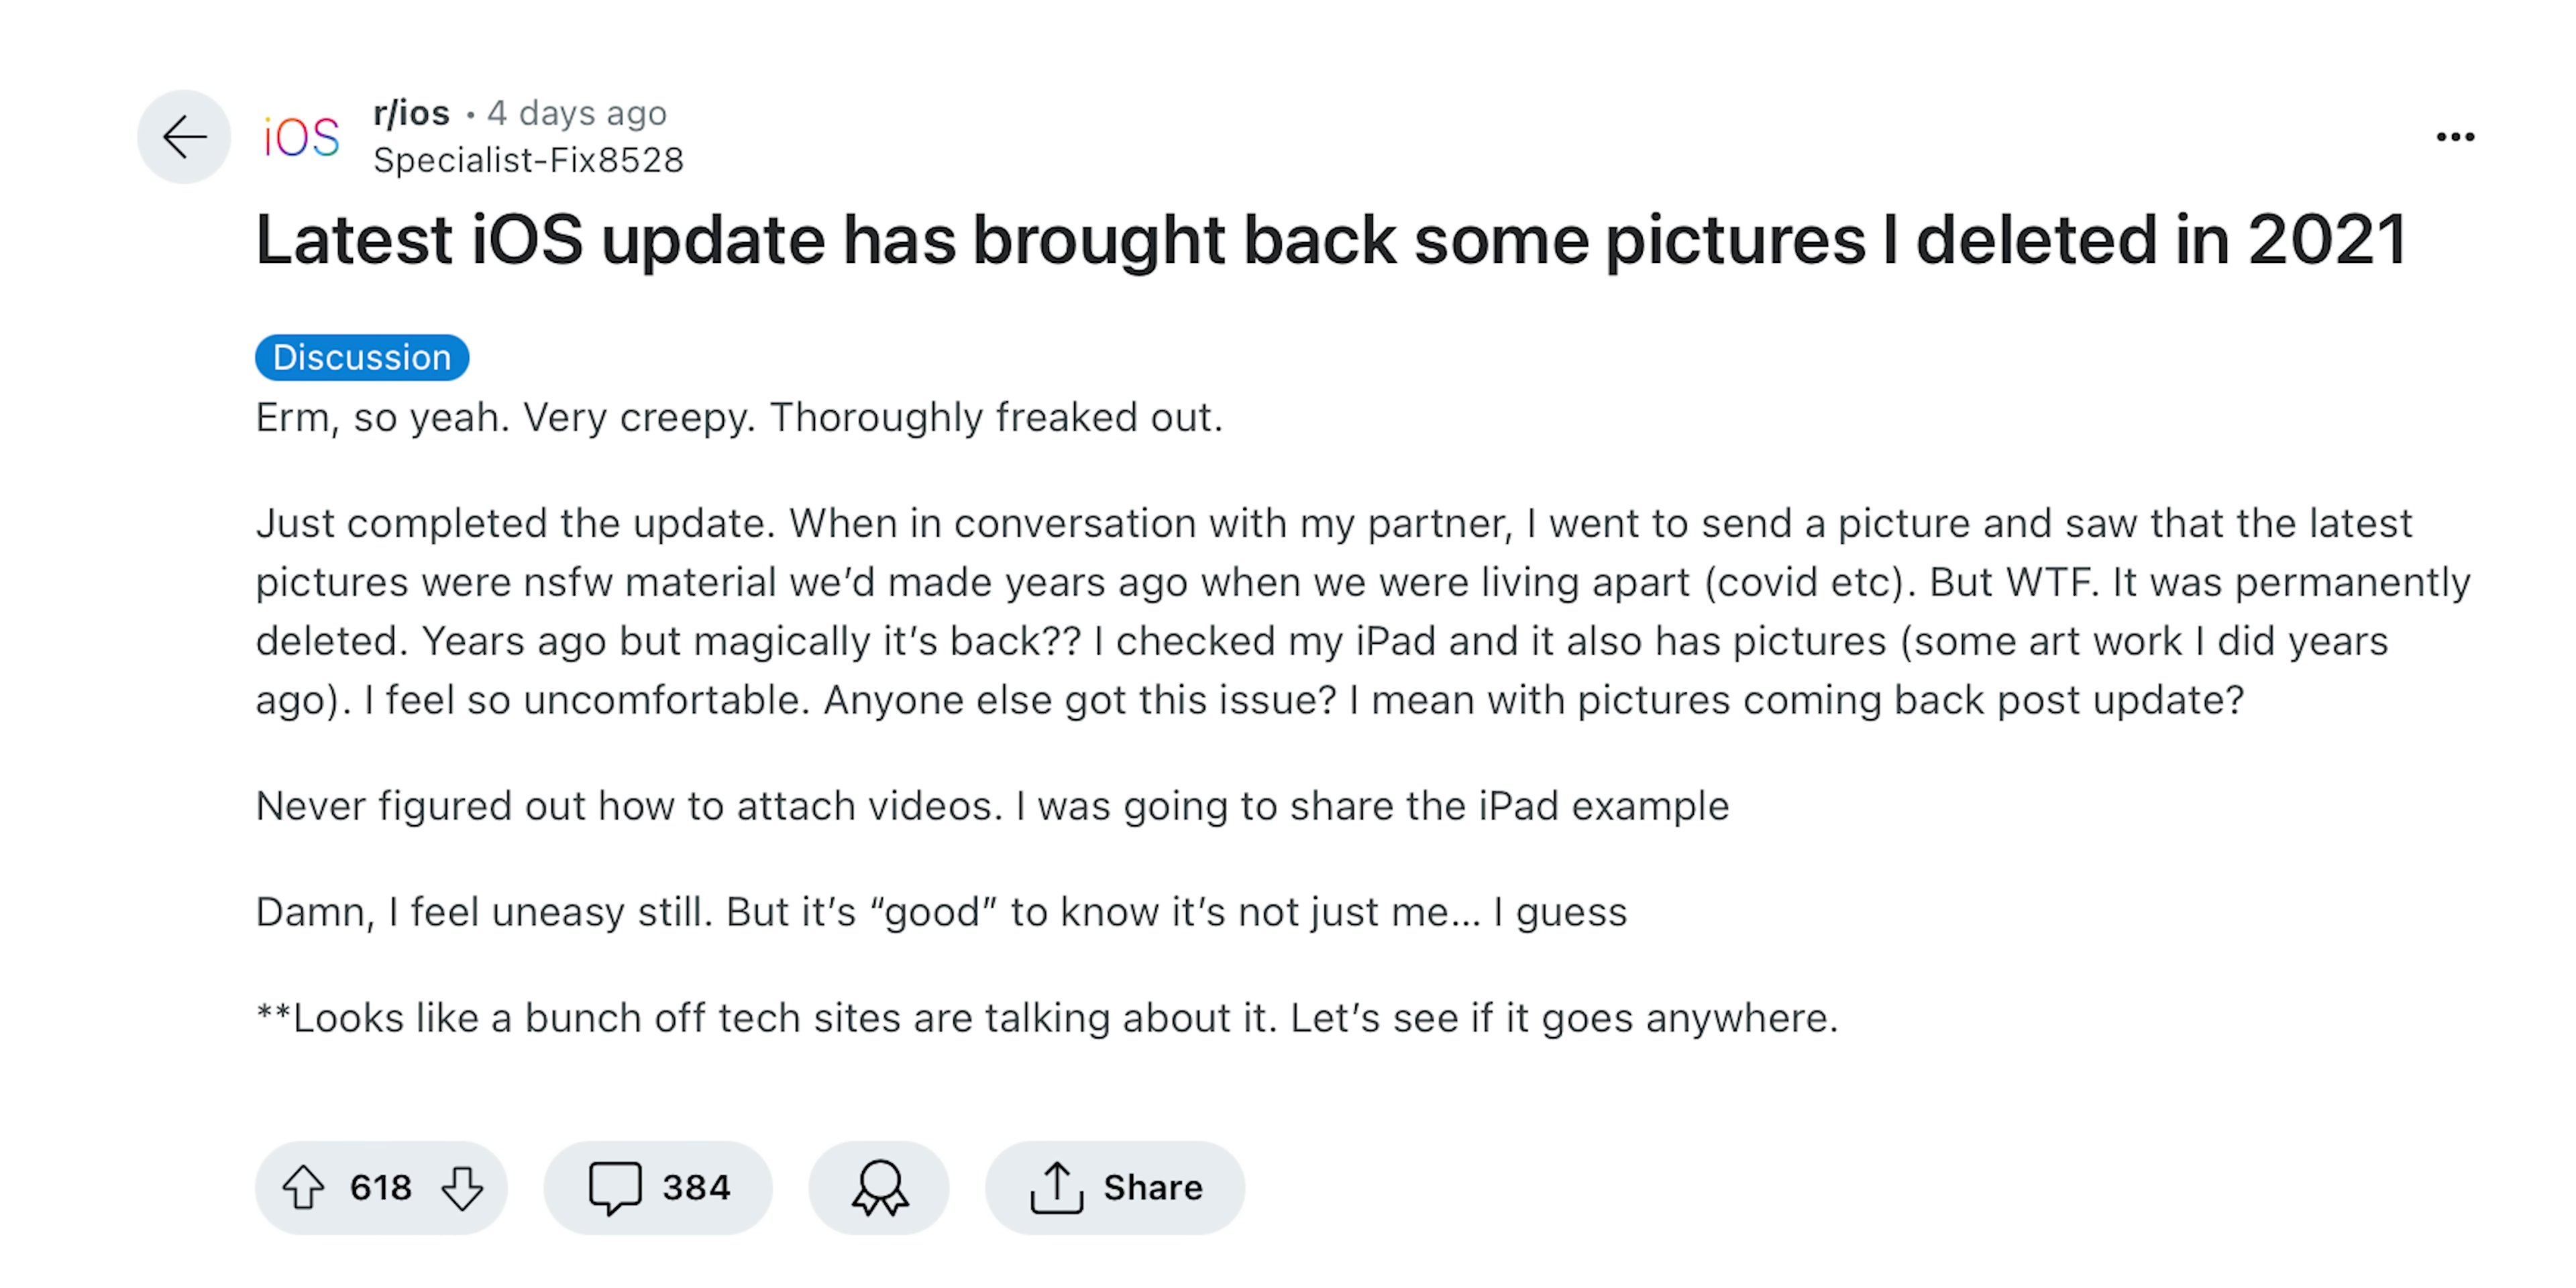 iOS
r/ios • 4 days ago
Specialist-Fix8528
Latest iOS update has brought back some pictures I deleted in 2021
Discussion
Erm, so yeah. Very creepy. Thoroughly freaked out.
Just completed the update. When in conversation with my partner, I went to send a picture and saw that the latest
pictures were nsfw material we’d made years ago when we were living apart (covid etc). But WTF. It was permanently
deleted. Years ago but magically it’s back?? I checked my iPad and it also has pictures (some art work I did years
ago). I feel so uncomfortable. Anyone else got this issue? I mean with pictures coming back post update?
Never figured out how to attach videos. I was going to share the iPad example
Damn, I feel uneasy still. But it’s “good” to know it’s not just me... I guess
**Looks like a bunch off tech sites are talking about it. Let’s see if it goes anywhere.
618 384 Share